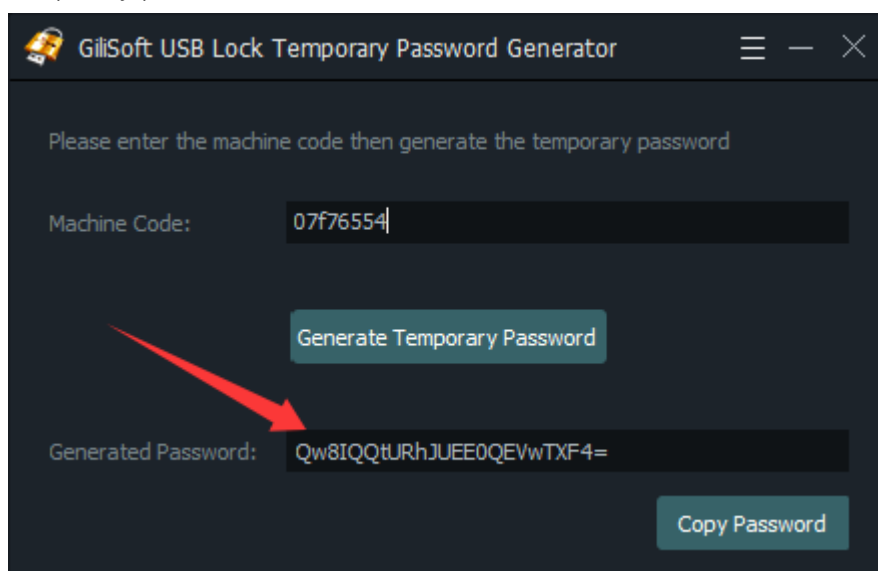 GiliSoft USB Lock Temporary Password Generator
Please enter the machine code then generate the temporary password
Machine Code: 07f76554
Generate Temporary Password
Generated Password: Qw8IQQtURhJUEE0QEVwTXF4=
Copy Password